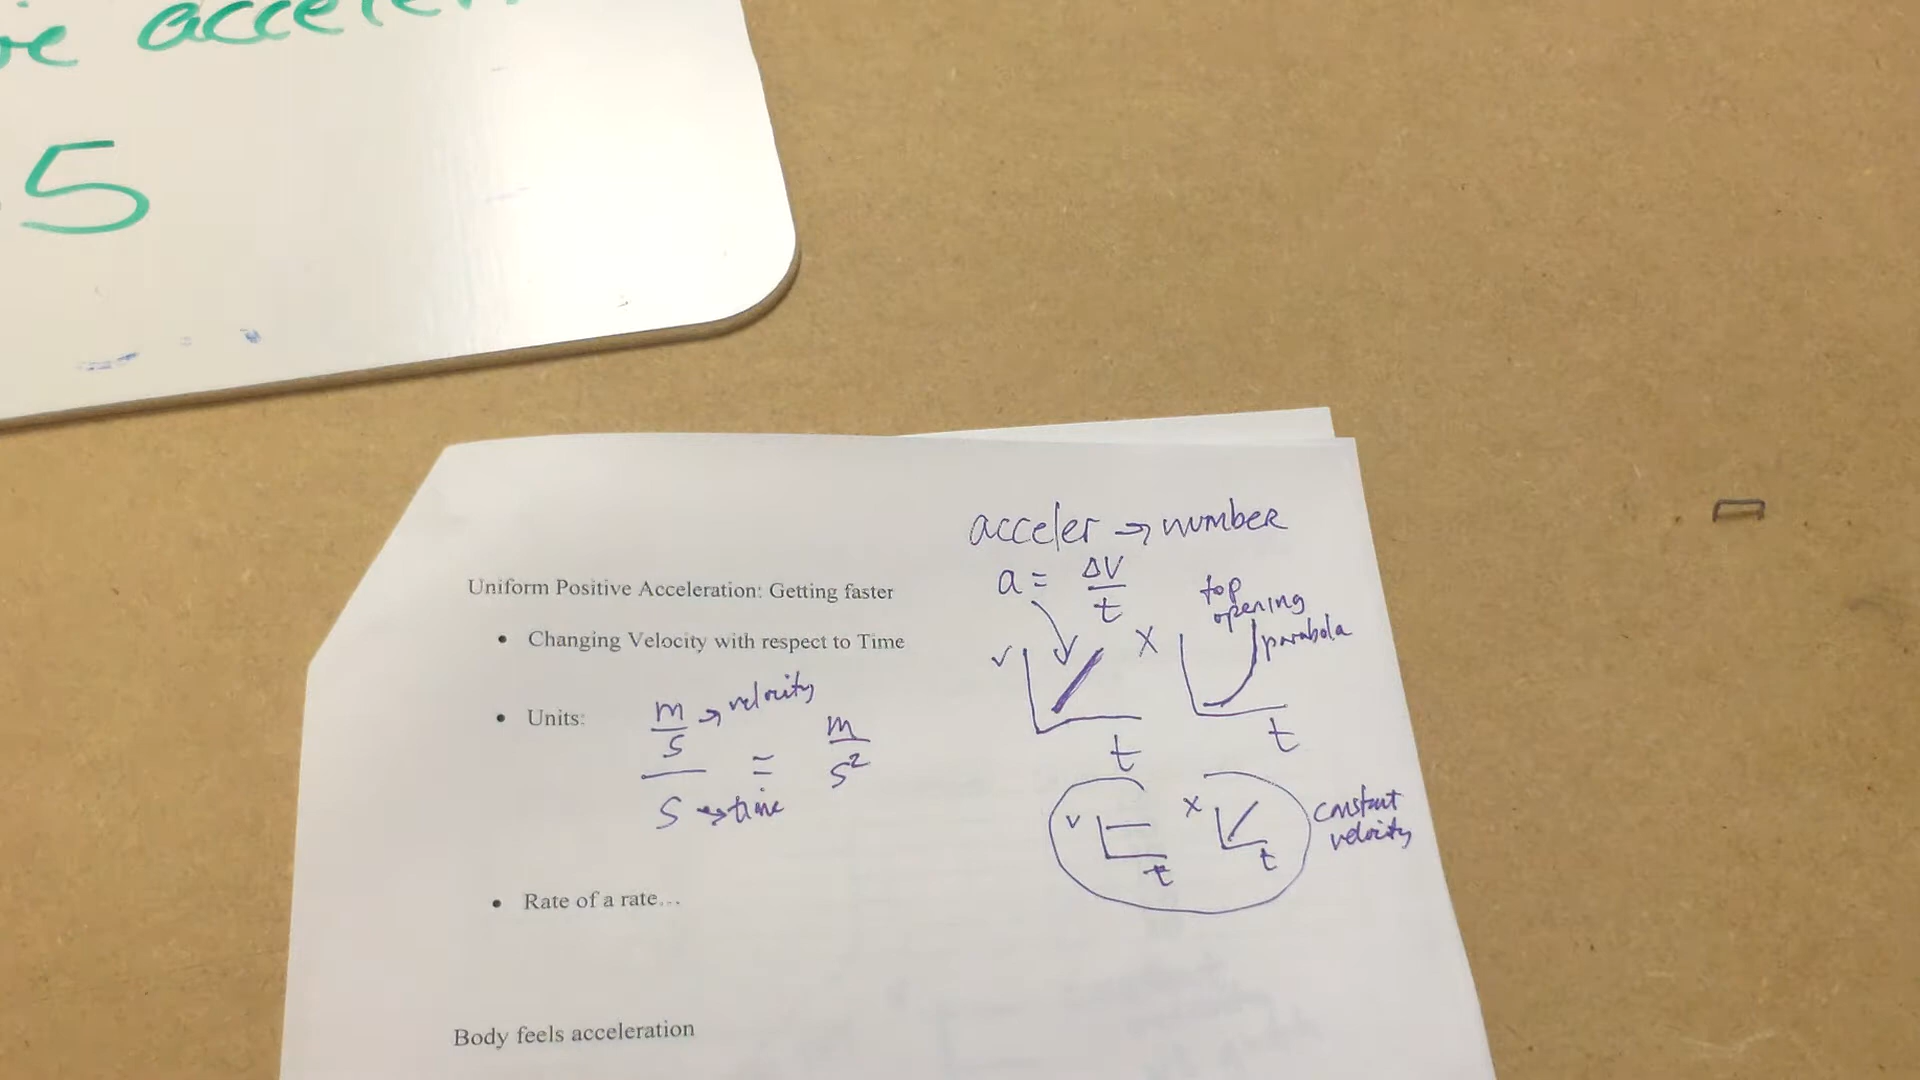 5
acceler → number
a = ΔV/t
Uniform Positive Acceleration: Getting faster
• Changing Velocity with respect to Time
v
t
x
t
top
opening
parabola
• Units:
m/s → velocity
s → time
= m/s²
v
t
x
t
constant
velocity
• Rate of a rate...
Body feels acceleration